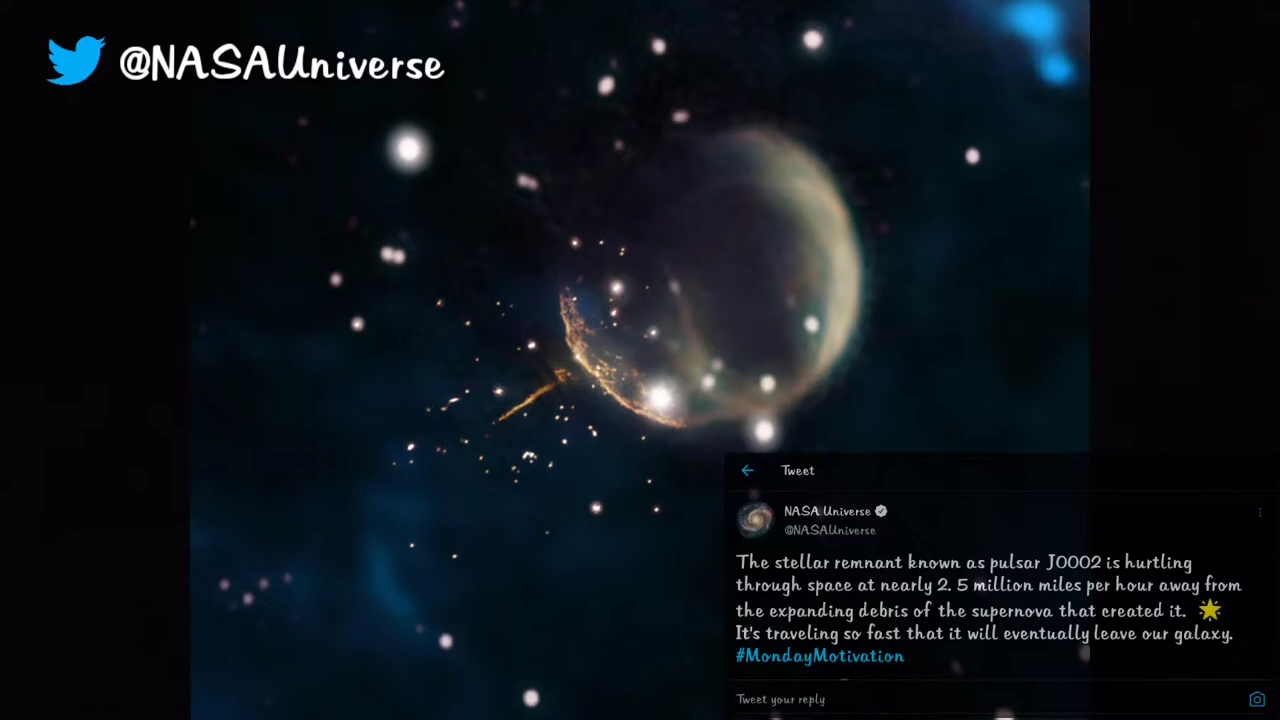 @NASAUniverse
Tweet
NASA Universe
@NASAUniverse
The stellar remnant known as pulsar J0002 is hurtling
through space at nearly 2. 5 million miles per hour away from
the expanding debris of the supernova that created it. 🌟
It's traveling so fast that it will eventually leave our galaxy.
#MondayMotivation
Tweet your reply